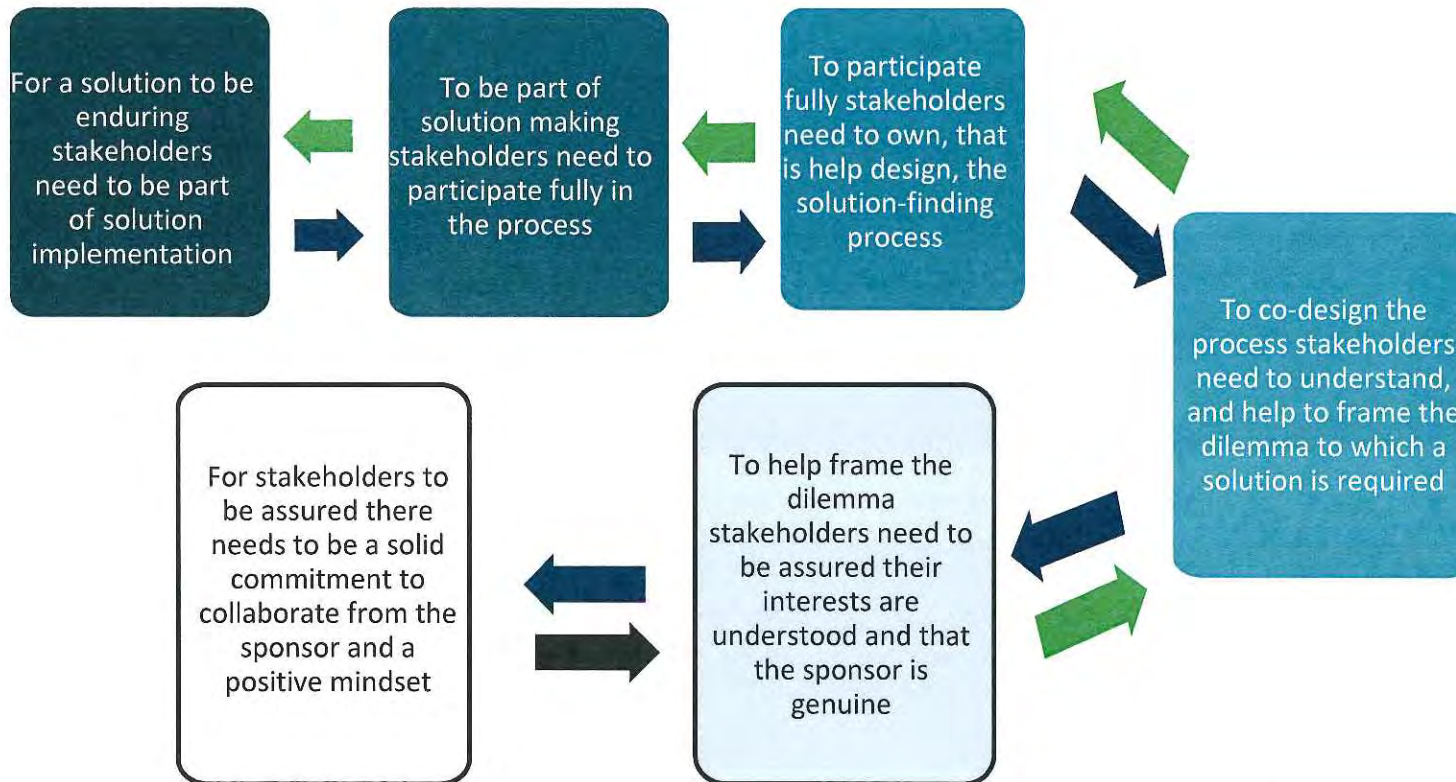 For a solution to be
enduring
stakeholders
need to be part
of solution
implementation
To be part of
solution making
stakeholders need to
participate fully in
the process
To participate
fully stakeholders
need to own, that
is help design, the
solution-finding
process
To co-design the
process stakeholders
need to understand,
and help to frame the
dilemma to which a
solution is required
To help frame the
dilemma
stakeholders need to
be assured their
interests are
understood and that
the sponsor is
genuine
For stakeholders to
be assured there
needs to be a solid
commitment to
collaborate from the
sponsor and a
positive mindset